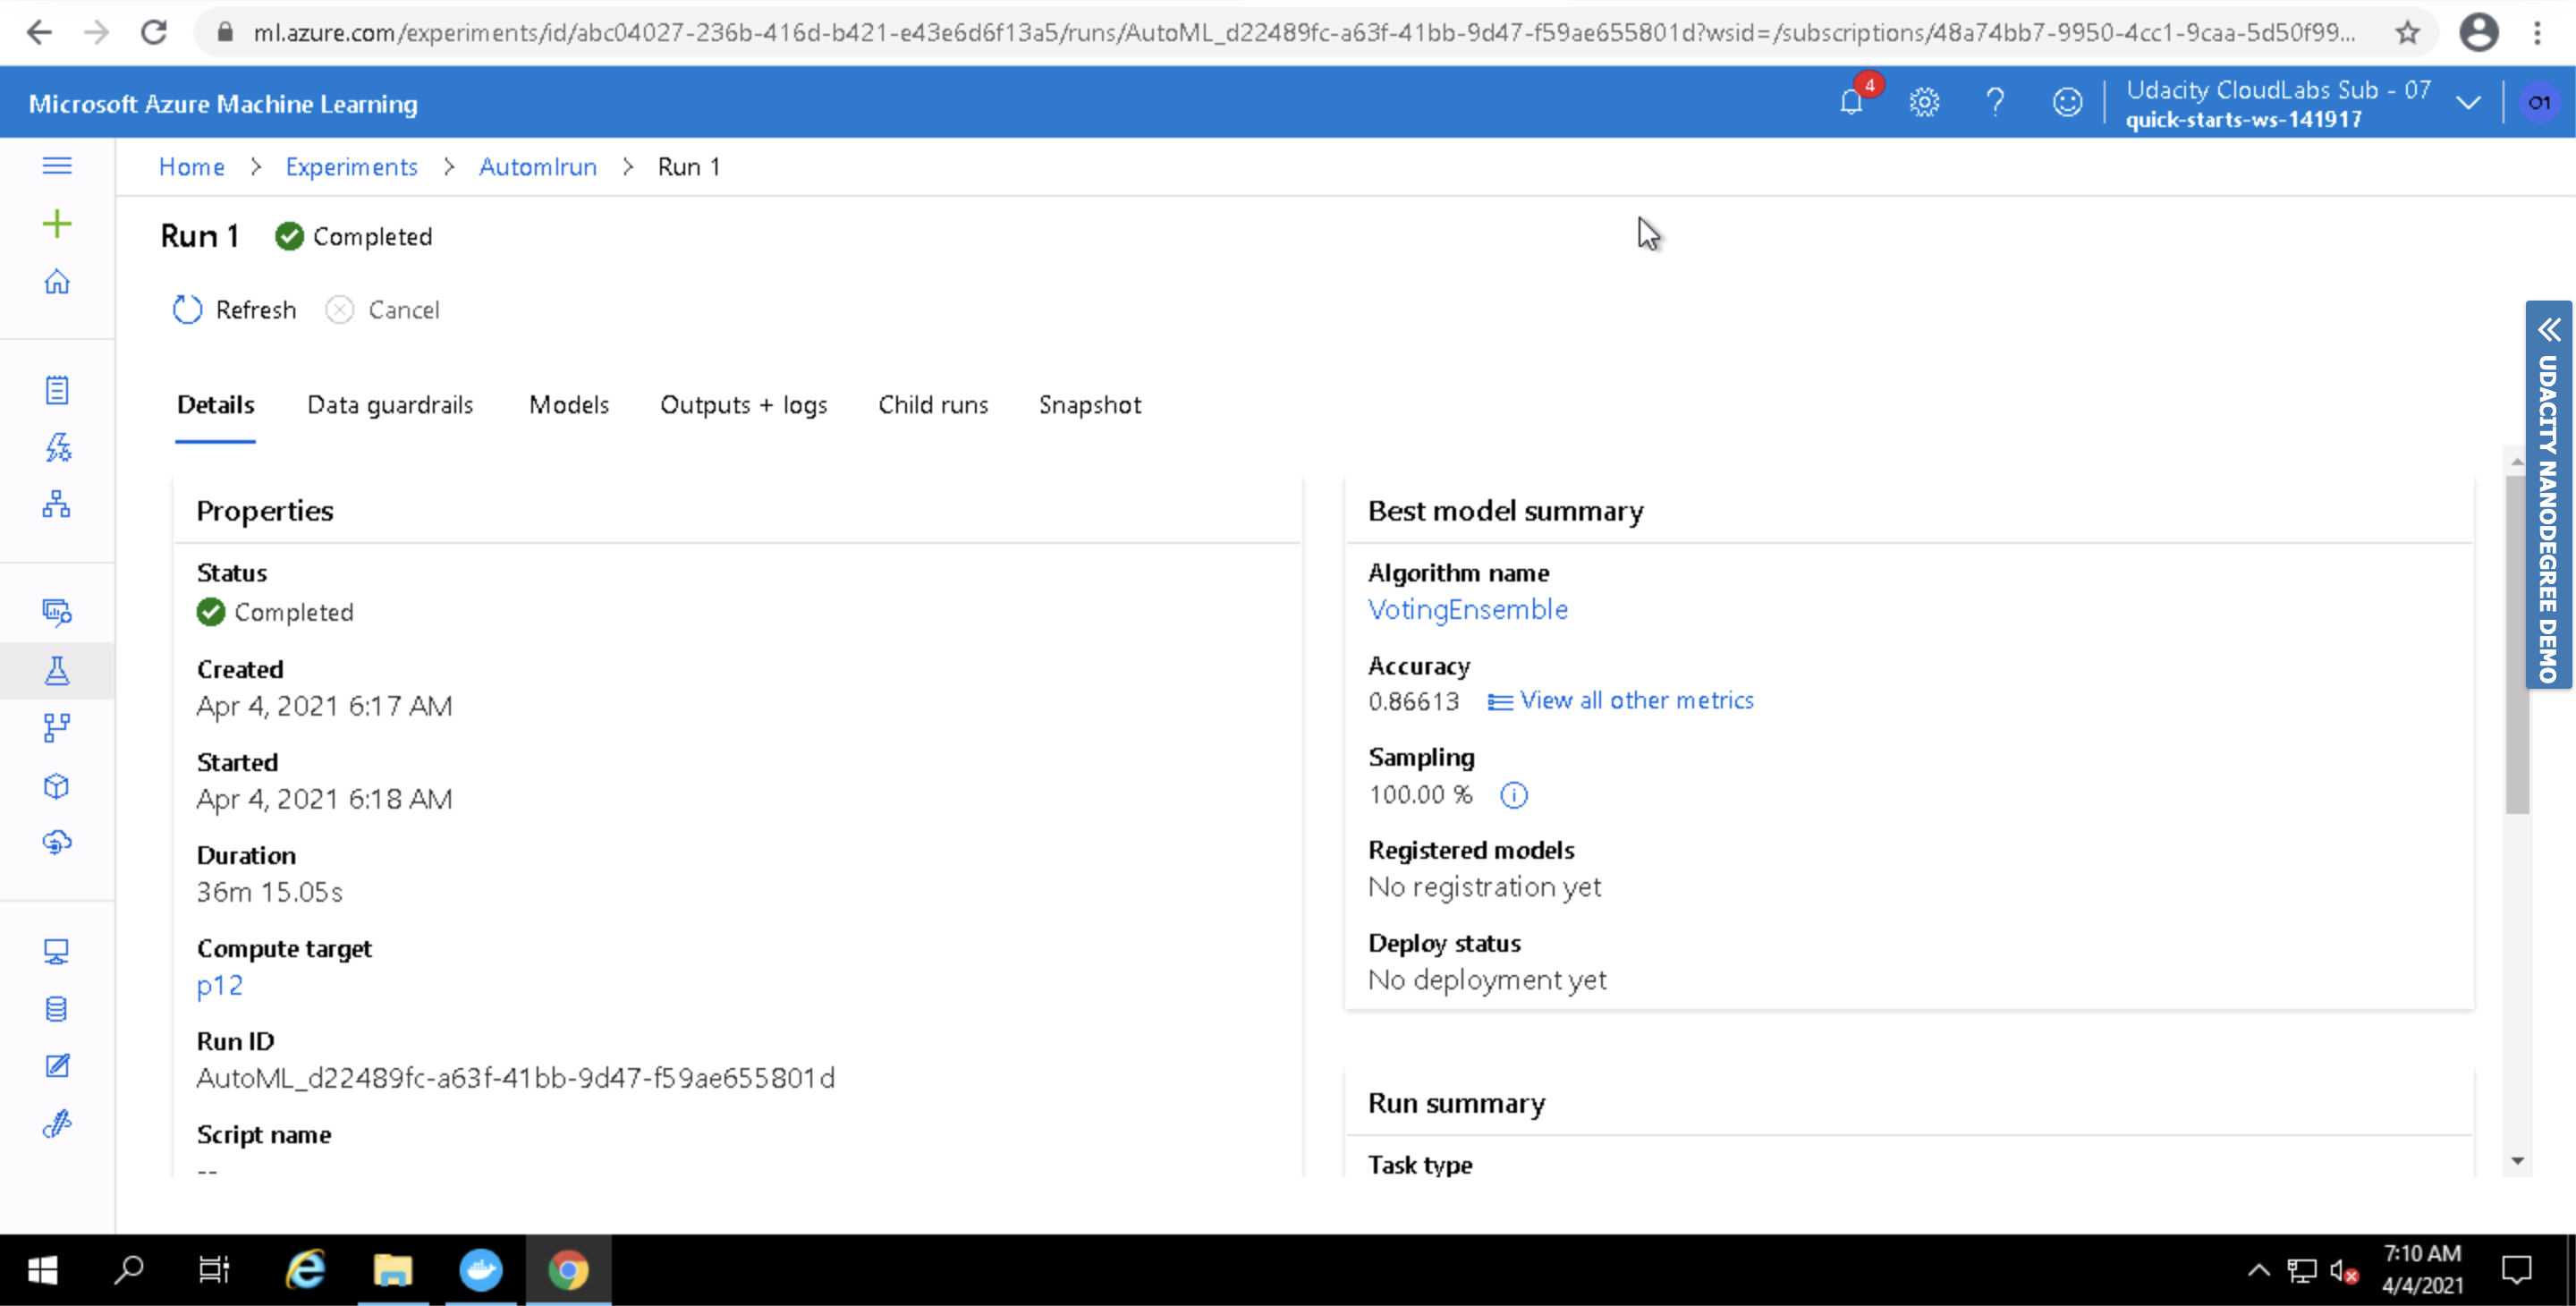 ml.azure.com/experiments/id/abc04027-236b-416d-b421-e43e6d6f13a5/runs/AutoML_d22489fc-a63f-41bb-9d47-f59ae655801d?wsid=/subscriptions/48a74bb7-9950-4cc1-9caa-5d50f99...
Microsoft Azure Machine Learning
4
Udacity CloudLabs Sub - 07
quick-starts-ws-141917
O1
Home > Experiments > Automlrun > Run 1
Run 1 Completed
Refresh Cancel
Details Data guardrails Models Outputs + logs Child runs Snapshot
UDACITY NANODEGREE DEMO
Properties
Status
Completed
Created
Apr 4, 2021 6:17 AM
Started
Apr 4, 2021 6:18 AM
Duration
36m 15.05s
Compute target
p12
Run ID
AutoML_d22489fc-a63f-41bb-9d47-f59ae655801d
Script name
--
Best model summary
Algorithm name
VotingEnsemble
Accuracy
0.86613 View all other metrics
Sampling
100.00 %
Registered models
No registration yet
Deploy status
No deployment yet
Run summary
Task type
7:10 AM
4/4/2021